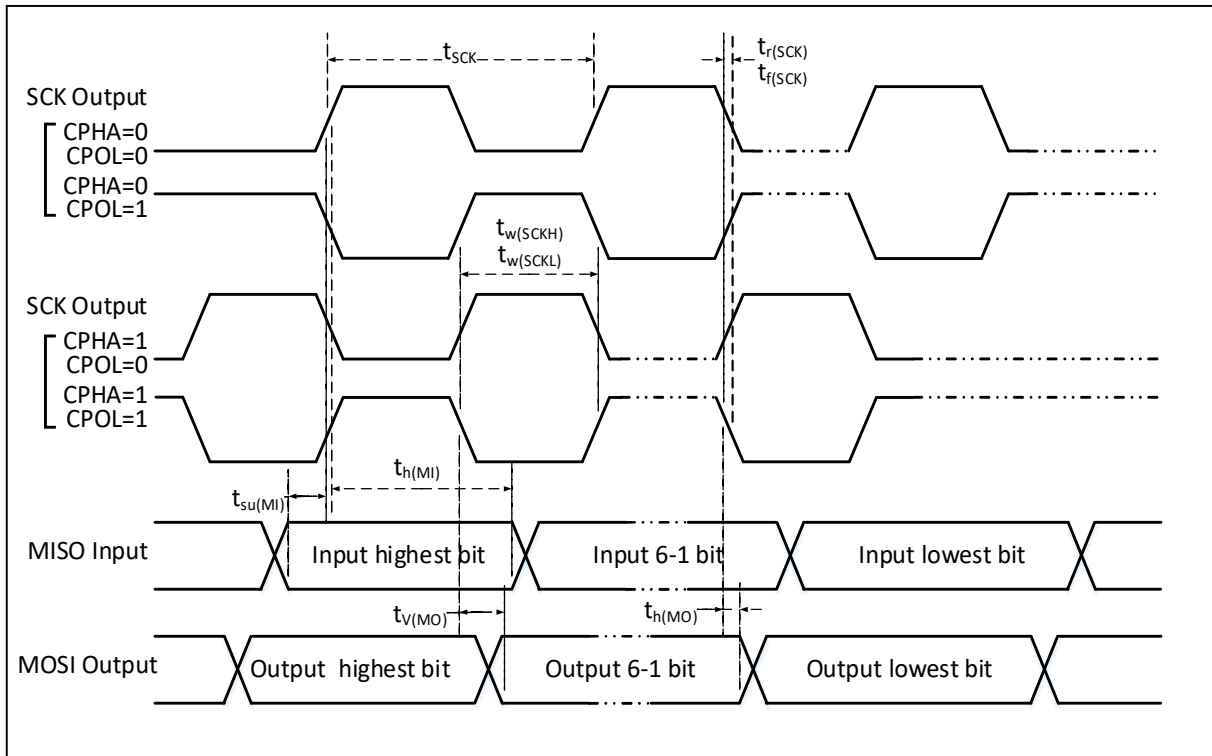 tSCK
tr(SCK)
tf(SCK)
SCK Output
CPHA=0
CPOL=0
CPHA=0
CPOL=1
tw(SCKH)
tw(SCKL)
SCK Output
CPHA=1
CPOL=0
CPHA=1
CPOL=1
th(MI)
tsu(MI)
MISO Input
Input highest bit
Input 6-1 bit
Input lowest bit
tV(MO)
th(MO)
MOSI Output
Output highest bit
Output 6-1 bit
Output lowest bit